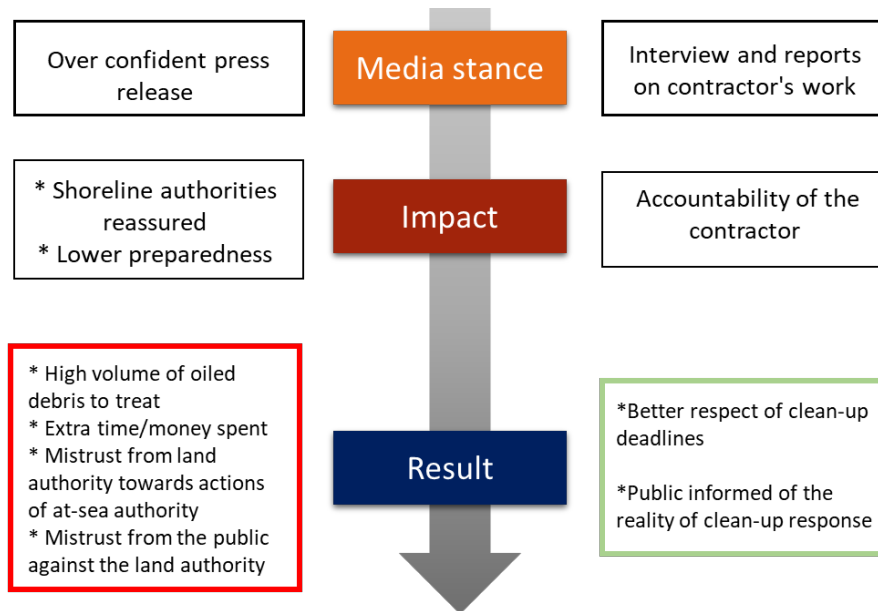 Over confident press
release
Media stance
Interview and reports
on contractor's work
* Shoreline authorities
reassured
* Lower preparedness
Impact
Accountability of the
contractor
* High volume of oiled
debris to treat
* Extra time/money spent
* Mistrust from land
authority towards actions
of at-sea authority
* Mistrust from the public
against the land authority
Result
*Better respect of clean-up
deadlines
*Public informed of the
reality of clean-up response